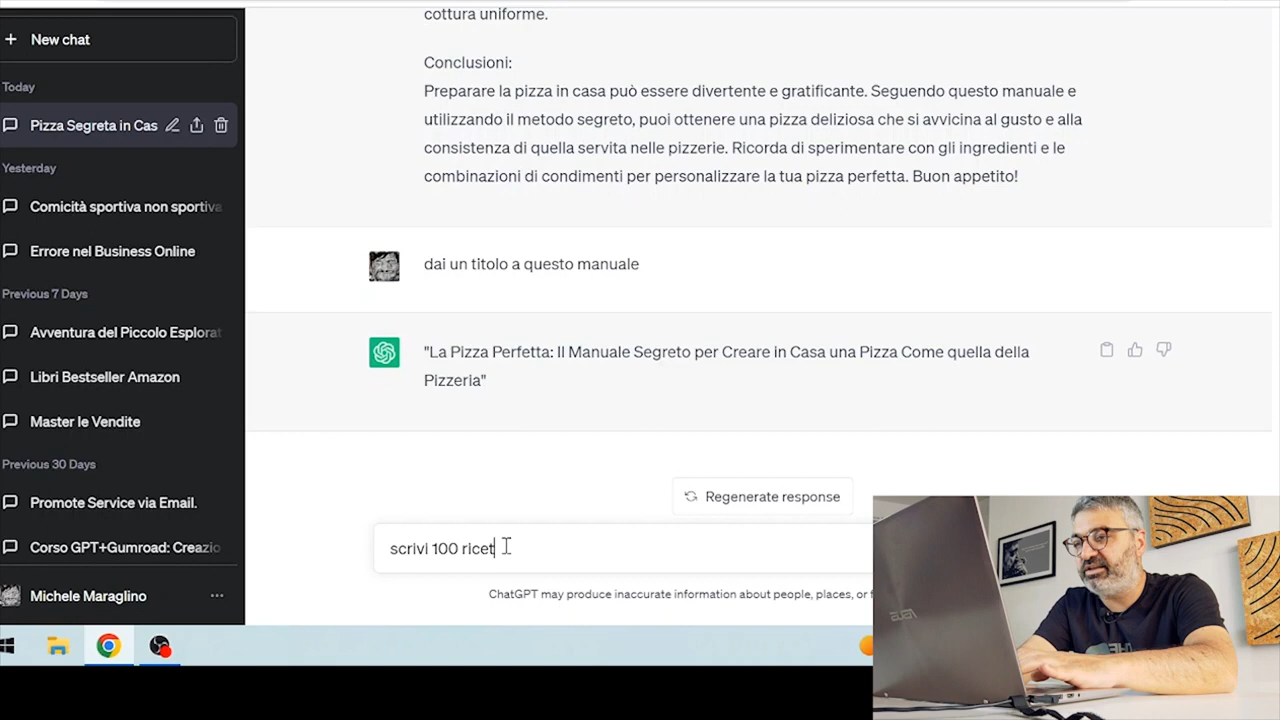 New chat
Today
Pizza Segreta in Cas
Yesterday
Comicità sportiva non sportiva
Errore nel Business Online
Previous 7 Days
Avventura del Piccolo Esplorat
Libri Bestseller Amazon
Master le Vendite
Previous 30 Days
Promote Service via Email.
Corso GPT+Gumroad: Creazio
Michele Maraglino
cottura uniforme.
Conclusioni:
Preparare la pizza in casa può essere divertente e gratificante. Seguendo questo manuale e
utilizzando il metodo segreto, puoi ottenere una pizza deliziosa che si avvicina al gusto e alla
consistenza di quella servita nelle pizzerie. Ricorda di sperimentare con gli ingredienti e le
combinazioni di condimenti per personalizzare la tua pizza perfetta. Buon appetito!
dai un titolo a questo manuale
"La Pizza Perfetta: Il Manuale Segreto per Creare in Casa una Pizza Come quella della
Pizzeria"
Regenerate response
scrivi 100 ricet
ChatGPT may produce inaccurate information about people, places, or
ASUS